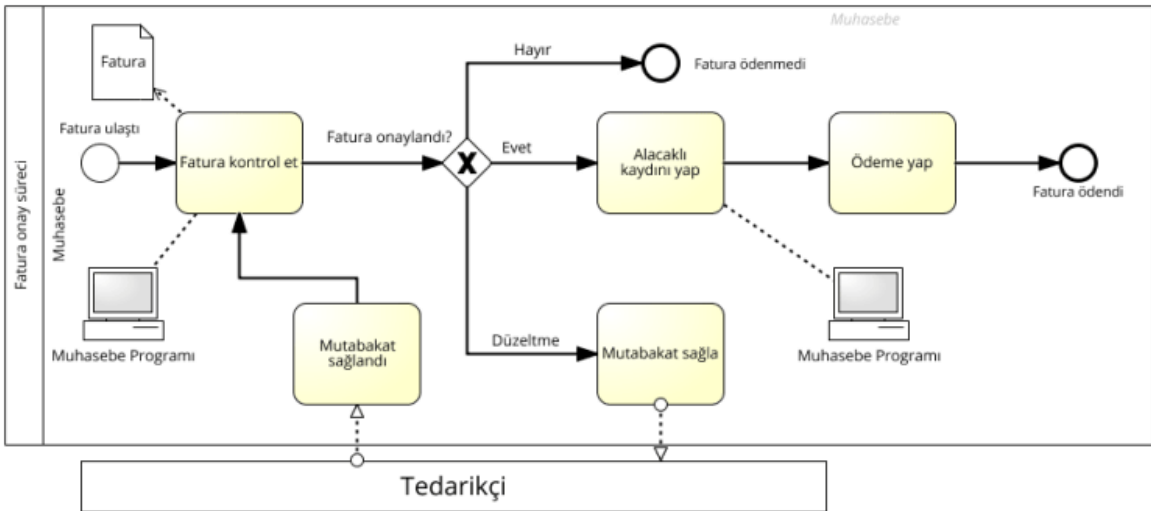 Muhasebe
Fatura
Hayır
Fatura ödenmedi
Fatura ulaştı
Fatura kontrol et
Fatura onaylandı?
X
Evet
Alacaklı
kaydını yap
Ödeme yap
Fatura ödendi
Fatura onay süreci
Muhasebe
Muhasebe Programı
Mutabakat
sağlandı
Düzeltme
Mutabakat sağla
Muhasebe Programı
Tedarikçi